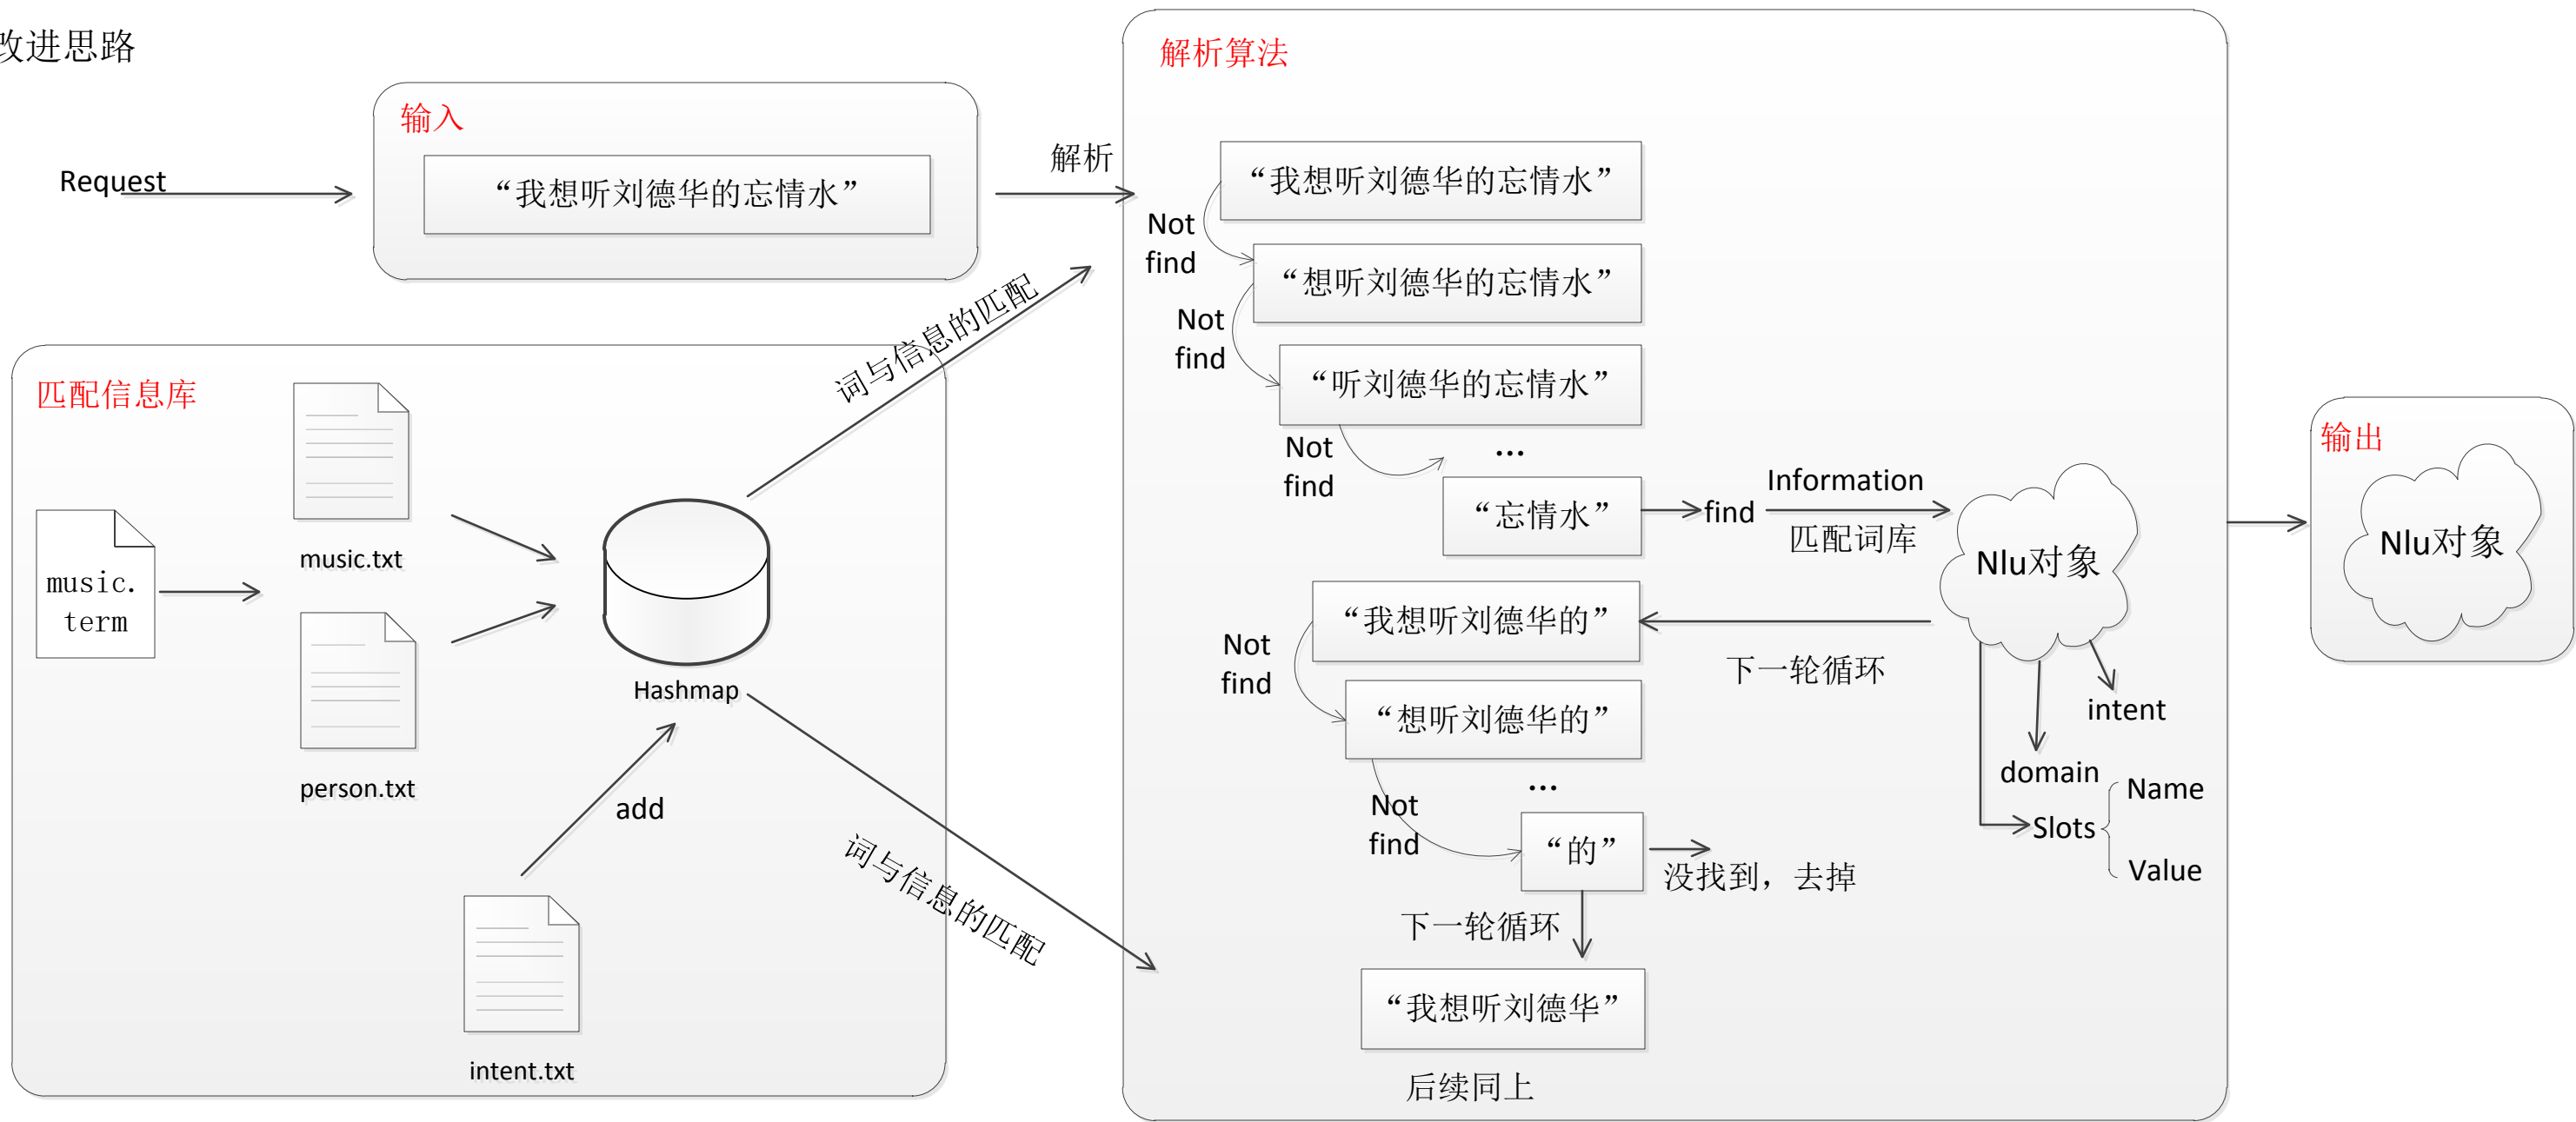 改进思路
输入
Request
“我想听刘德华的忘情水”
解析
匹配信息库
music.
term
music.txt
person.txt
Hashmap
add
intent.txt
词与信息的匹配
词与信息的匹配
解析算法
“我想听刘德华的忘情水”
Not
find
“想听刘德华的忘情水”
Not
find
“听刘德华的忘情水”
Not
find
...
“忘情水”
find
Information
匹配词库
Nlu对象
“我想听刘德华的”
下一轮循环
Not
find
“想听刘德华的”
...
Not
find
“的”
没找到，去掉
下一轮循环
“我想听刘德华”
后续同上
intent
domain
Slots
Name
Value
输出
Nlu对象